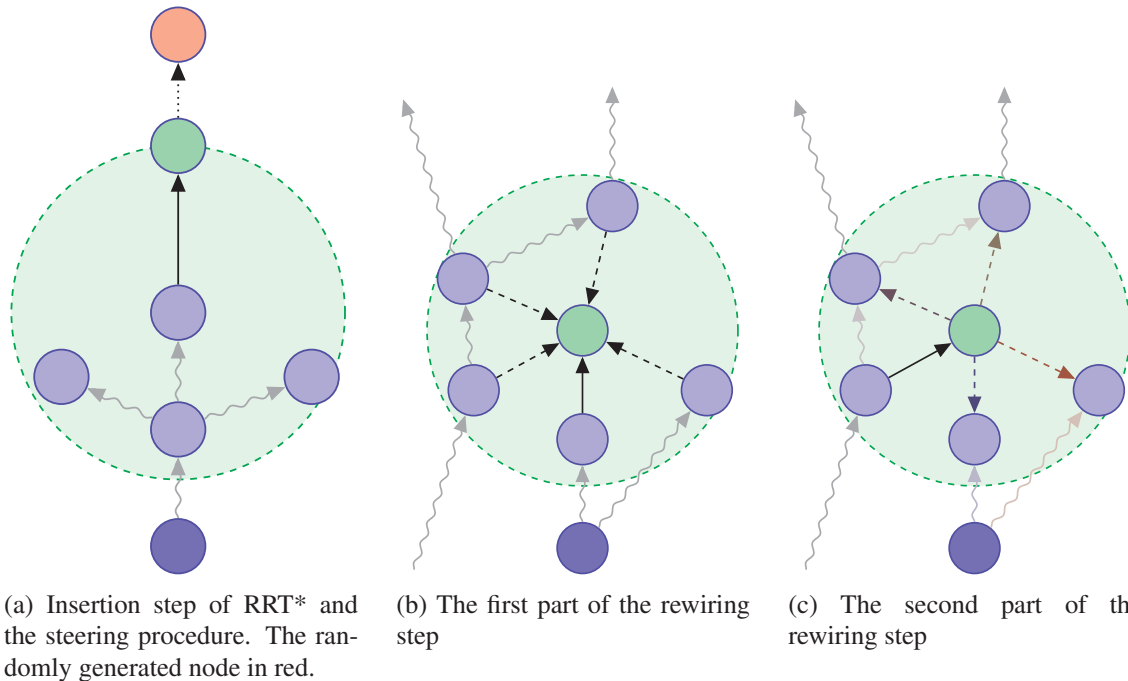 (a) Insertion step of RRT* and
the steering procedure. The ran-
domly generated node in red.
(b) The first part of the rewiring
step
(c) The second part of th
rewiring step